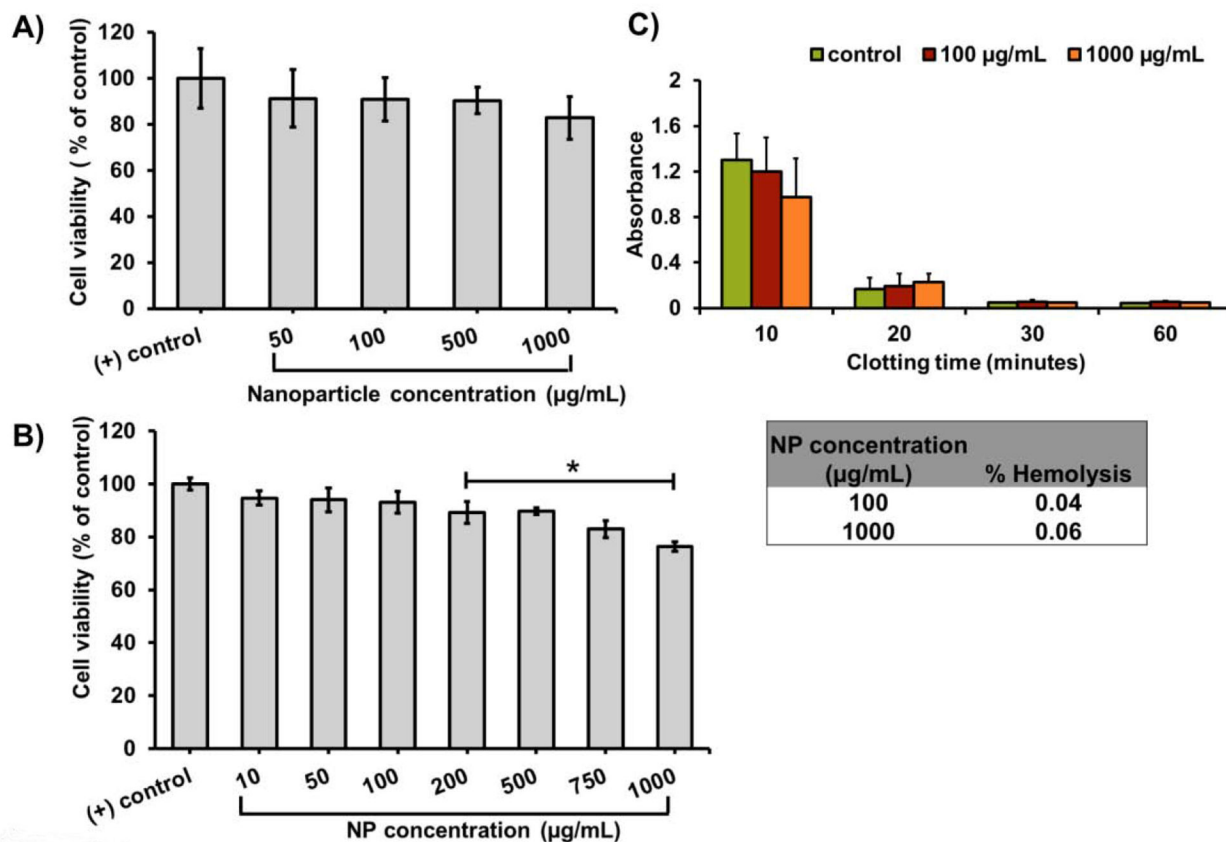 A)
Cell viability ( % of control)
120
100
80
60
40
20
0
(+) control
50
100
500
1000
Nanoparticle concentration (µg/mL)
B)
Cell viability (% of control)
120
100
80
60
40
20
0
(+) control
10
50
100
200
500
750
1000
*
NP concentration (µg/mL)
C)
control 100 µg/mL 1000 µg/mL
Absorbance
2
1.6
1.2
0.8
0.4
0
10 20 30 60
Clotting time (minutes)
NP concentration
(µg/mL) % Hemolysis
100 0.04
1000 0.06